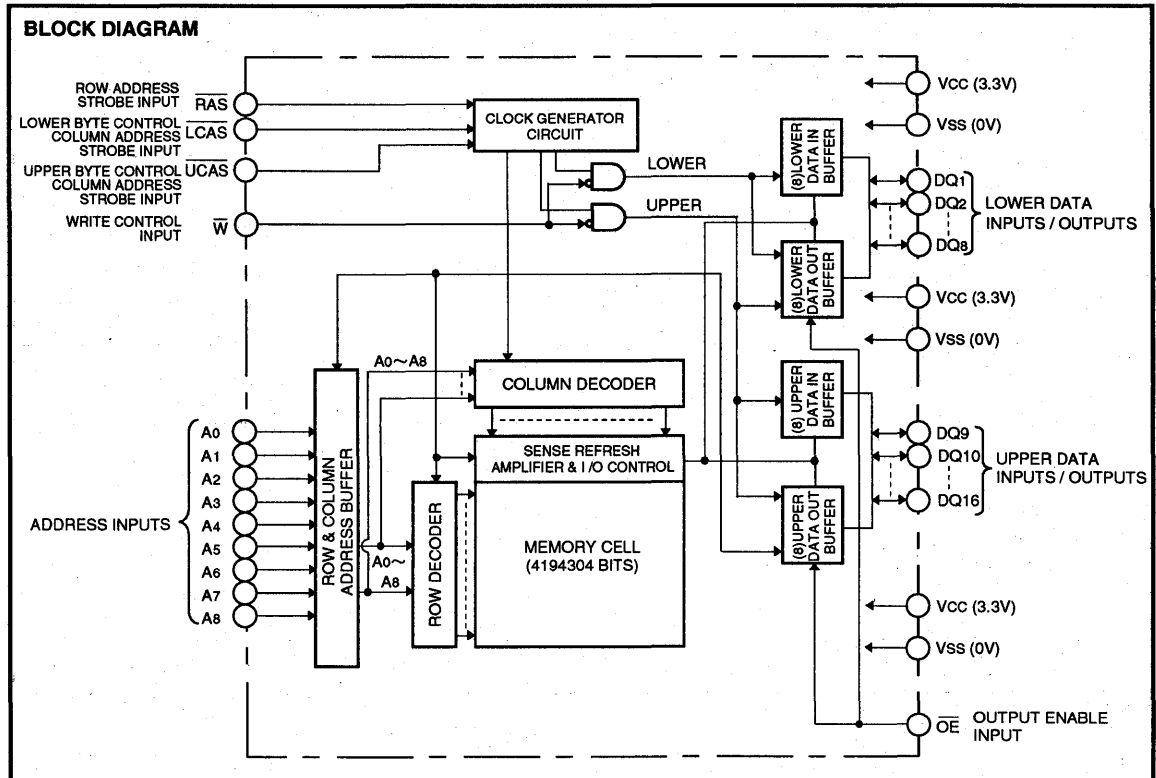 BLOCK DIAGRAM
ROW ADDRESS
STROBE INPUT
RAS
LOWER BYTE CONTROL
COLUMN ADDRESS
STROBE INPUT
LCAS
UPPER BYTE CONTROL
COLUMN ADDRESS
STROBE INPUT
UCAS
WRITE CONTROL
INPUT
W
CLOCK GENERATOR
CIRCUIT
LOWER
UPPER
(8)LOWER
DATA IN
BUFFER
(8)LOWER
DATA OUT
BUFFER
VCC (3.3V)
VSS (0V)
DQ1
DQ2
DQ8
LOWER DATA
INPUTS / OUTPUTS
VCC (3.3V)
VSS (0V)
A0~A8
COLUMN DECODER
SENSE REFRESH
AMPLIFIER & I/O CONTROL
MEMORY CELL
(4194304 BITS)
ROW DECODER
A0~
A8
ROW & COLUMN
ADDRESS BUFFER
ADDRESS INPUTS
A0
A1
A2
A3
A4
A5
A6
A7
A8
(8) UPPER
DATA IN
BUFFER
(8)UPPER
DATA OUT
BUFFER
DQ9
DQ10
DQ16
UPPER DATA
INPUTS / OUTPUTS
VCC (3.3V)
VSS (0V)
OE
OUTPUT ENABLE
INPUT